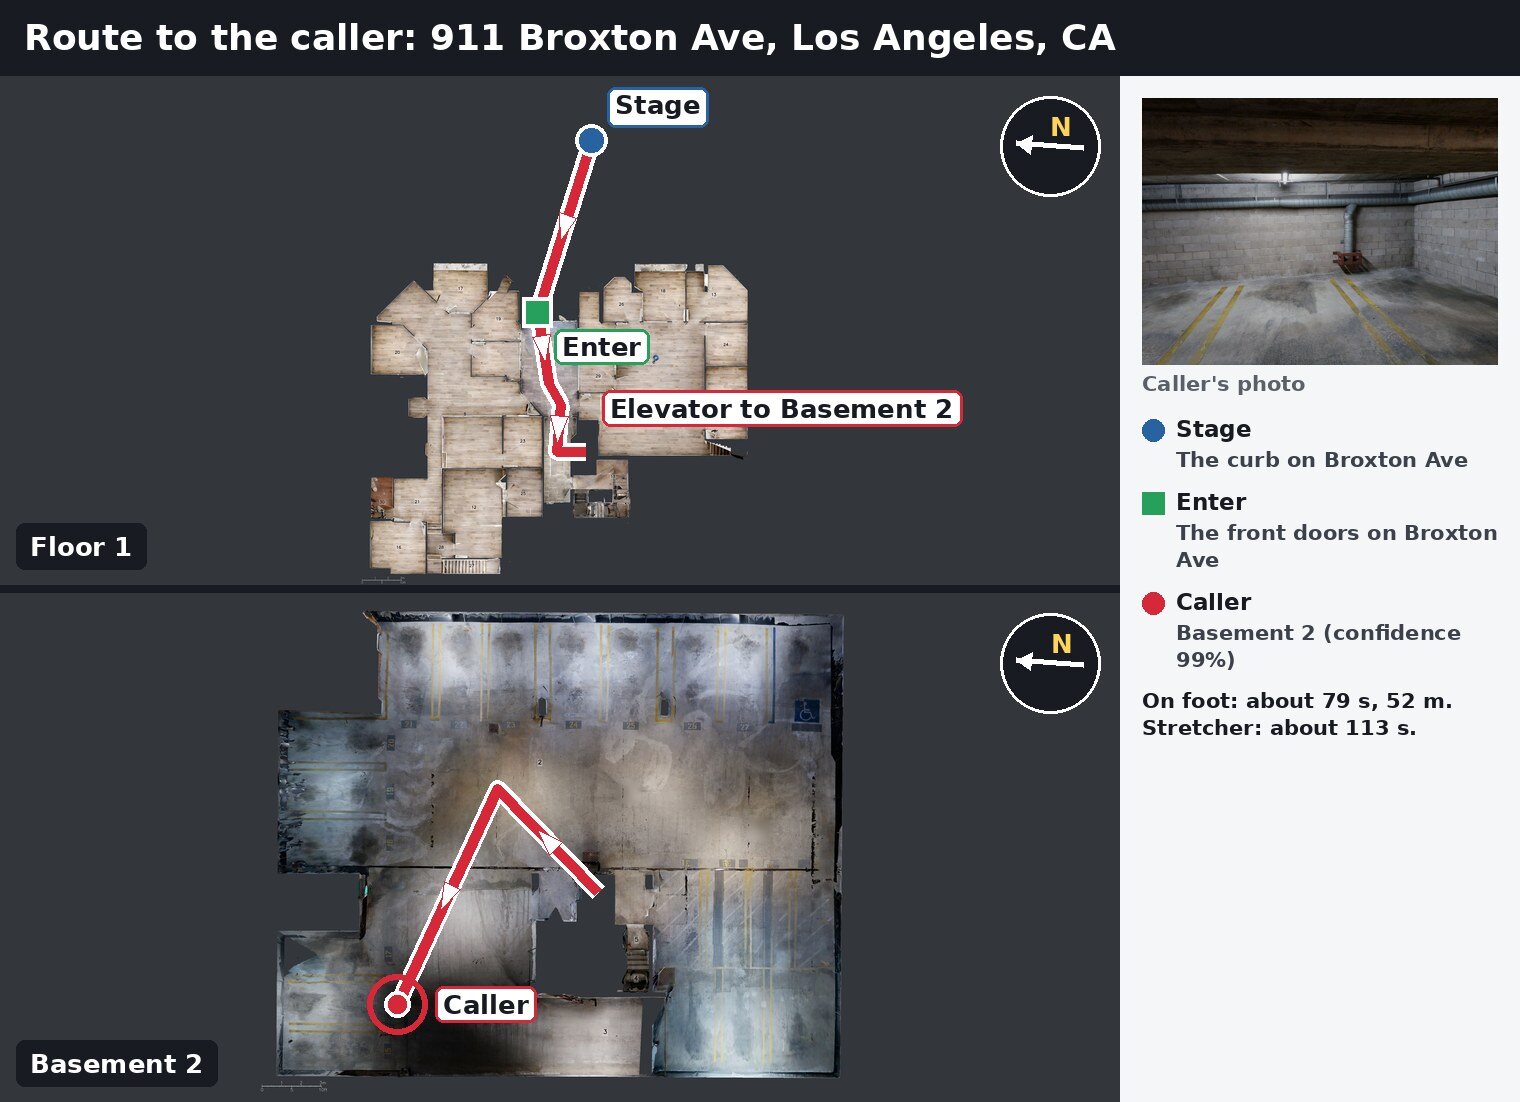 Route to the caller: 911 Broxton Ave, Los Angeles, CA
Stage
N
Enter
Elevator to Basement 2
Floor 1
N
Caller
Basement 2
Caller's photo
Stage
The curb on Broxton Ave
Enter
The front doors on Broxton
Ave
Caller
Basement 2 (confidence
99%)
On foot: about 79 s, 52 m.
Stretcher: about 113 s.